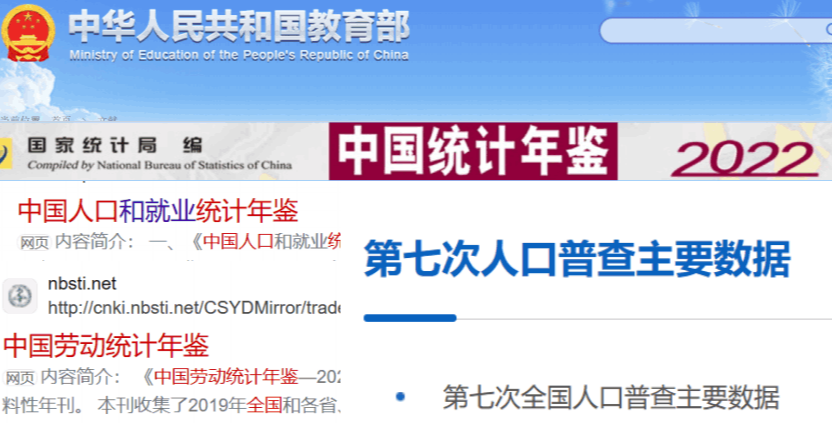 中华人民共和国教育部
Ministry of Education of the People's Republic of China
国家统计局 编
Compiled by National Bureau of Statistics of China
中国统计年鉴
2022
中国人口和就业统计年鉴
网页 内容简介： 一、《中国人口和就业统
nbsti.net
http://cnki.nbsti.net/CSYDMirror/trade
中国劳动统计年鉴
网页 内容简介： 《中国劳动统计年鉴—202
料性年刊。 本刊收集了2019年全国和各省、
第七次人口普查主要数据
• 第七次全国人口普查主要数据